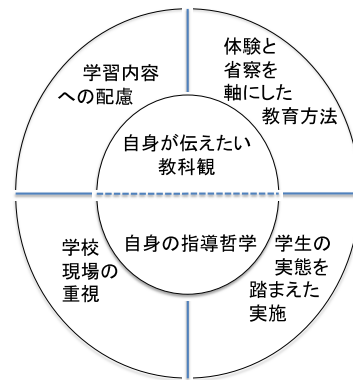 学習内容
への配慮
体験と
省察を
軸にした
教育方法
自身が伝えたい
教科観
自身の指導哲学
学校
現場の
重視
学生の
実態を
踏まえた
実施